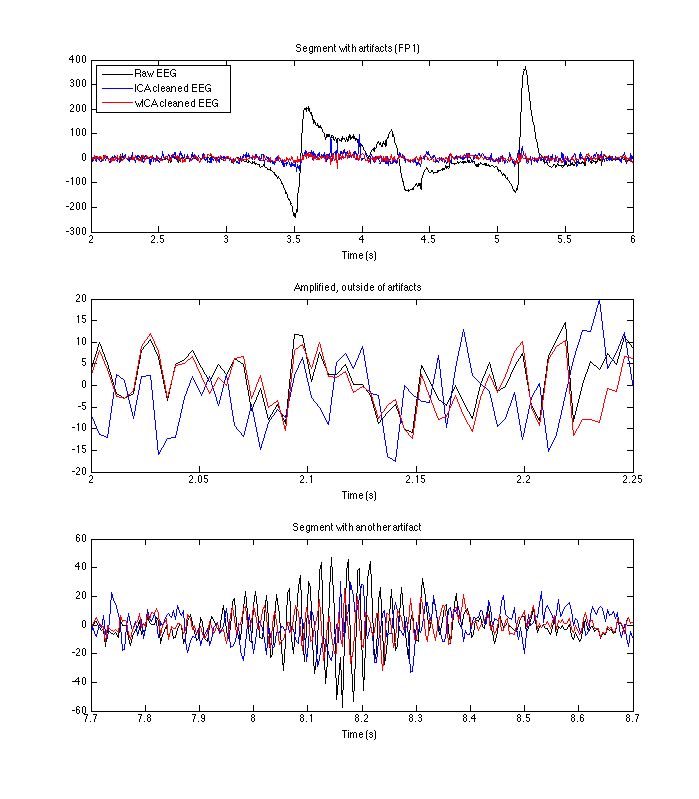 Segment with artifacts (FP1)
400
300
200
100
0
-100
-200
-300
Raw EEG
ICAcleaned EEG
wICAcleaned EEG
2 2.5 3 3.5 4 4.5 5 5.5 6
Time (s)
Amplified, outside of artifacts
20
15
10
5
0
-5
-10
-15
-20
2 2.05 2.1 2.15 2.2 2.25
Time (s)
Segment with another artifact
60
40
20
0
-20
-40
-60
7.7 7.8 7.9 8 8.1 8.2 8.3 8.4 8.5 8.6 8.7
Time (s)